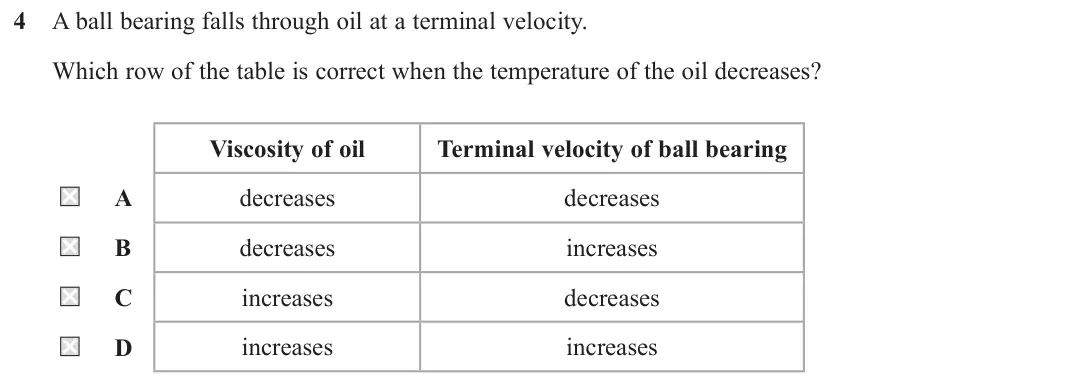 4 A ball bearing falls through oil at a terminal velocity.
Which row of the table is correct when the temperature of the oil decreases?
Viscosity of oil Terminal velocity of ball bearing
A decreases decreases
B decreases increases
C increases decreases
D increases increases